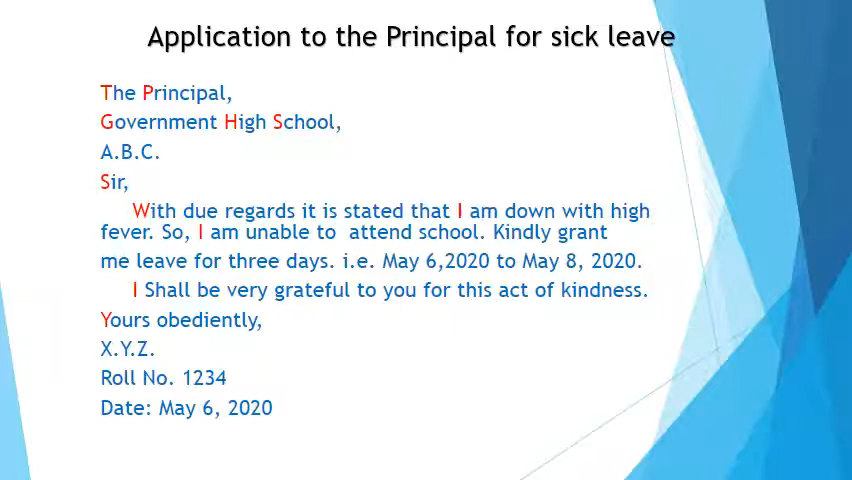 Application to the Principal for sick leave
The Principal,
Government High School,
A.B.C.
Sir,
With due regards it is stated that I am down with high
fever. So, I am unable to  attend school. Kindly grant
me leave for three days. i.e. May 6,2020 to May 8, 2020.
I Shall be very grateful to you for this act of kindness.
Yours obediently,
X.Y.Z.
Roll No. 1234
Date: May 6, 2020